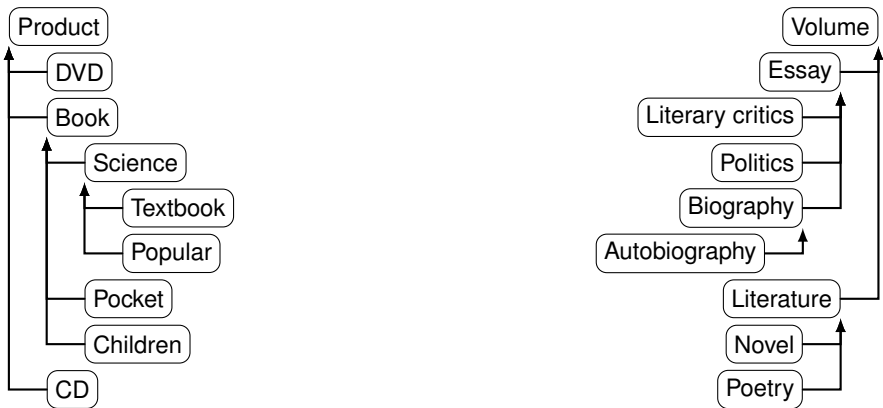 Product
DVD
Book
Science
Textbook
Popular
Pocket
Children
CD
Volume
Essay
Literary critics
Politics
Biography
Autobiography
Literature
Novel
Poetry